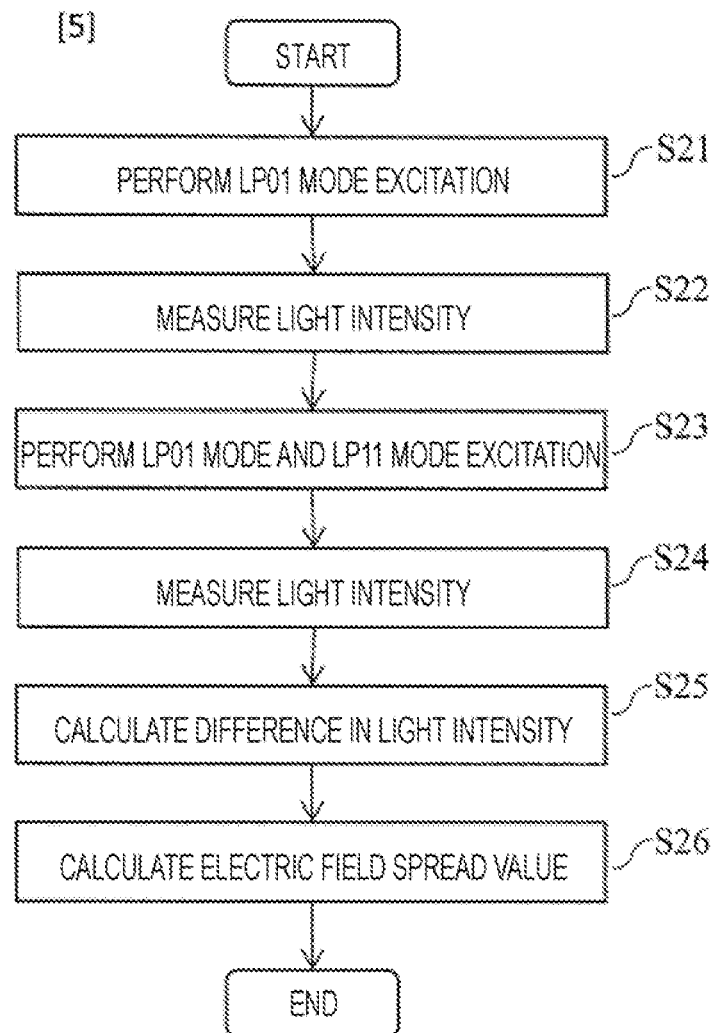 [5]
START
PERFORM LP01 MODE EXCITATION
S21
MEASURE LIGHT INTENSITY
S22
PERFORM LP01 MODE AND LP11 MODE EXCITATION
S23
MEASURE LIGHT INTENSITY
S24
CALCULATE DIFFERENCE IN LIGHT INTENSITY
S25
CALCULATE ELECTRIC FIELD SPREAD VALUE
S26
END